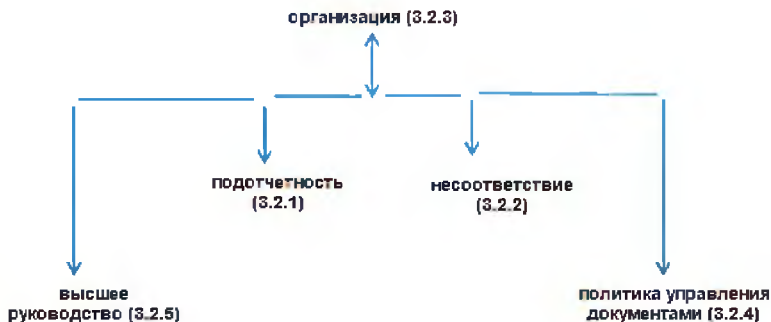 организация (3.2.3)
подотчетность
(3.2.1)
несоответствие
(3.2.2)
высшее
руководство (3.2.5)
политика управления
документами (3.2.4)